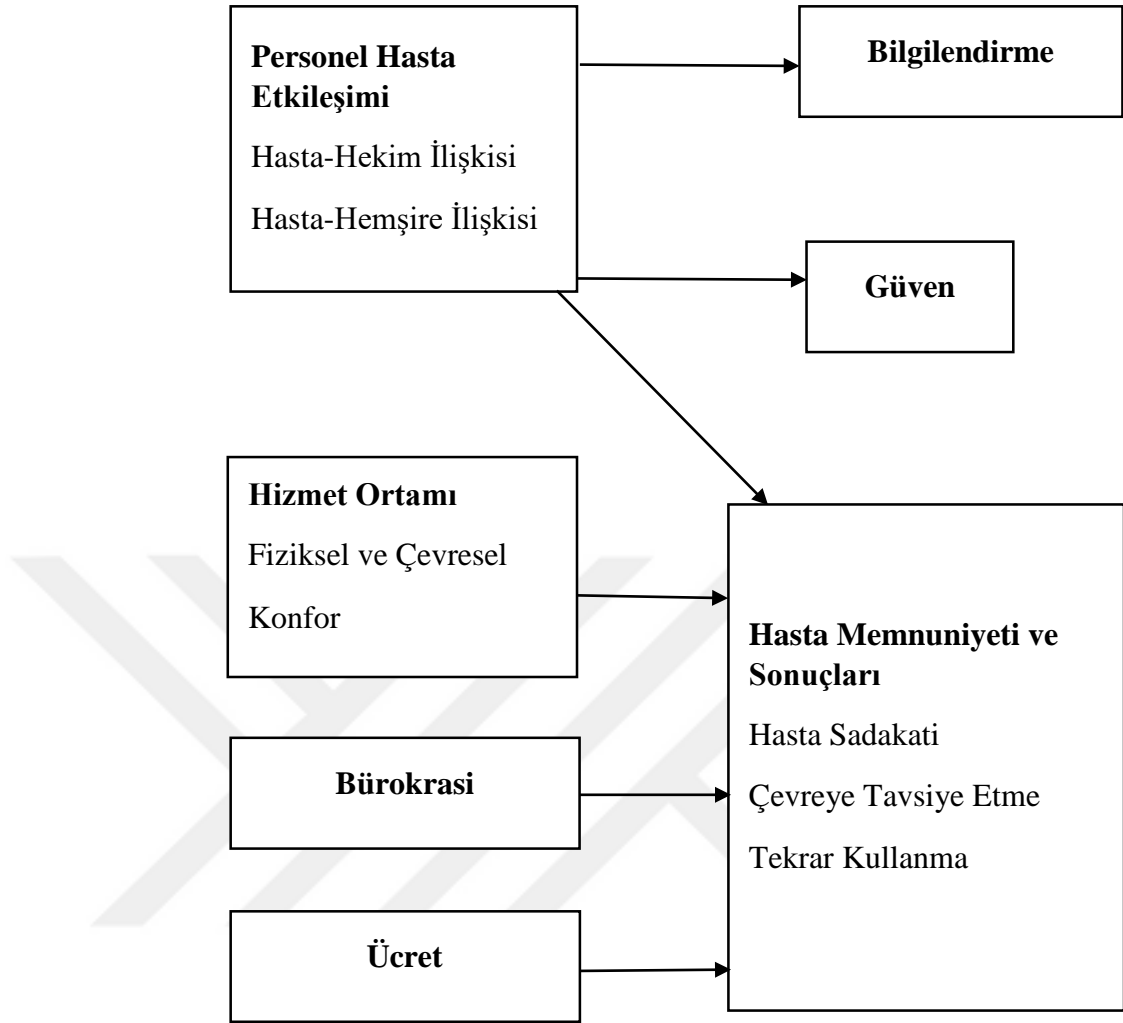 Personel Hasta
Etkileşimi
Hasta-Hekim İlişkisi
Hasta-Hemşire İlişkisi
Bilgilendirme
Güven
Hizmet Ortamı
Fiziksel ve Çevresel
Konfor
Bürokrasi
Ücret
Hasta Memnuniyeti ve
Sonuçları
Hasta Sadakati
Çevreye Tavsiye Etme
Tekrar Kullanma